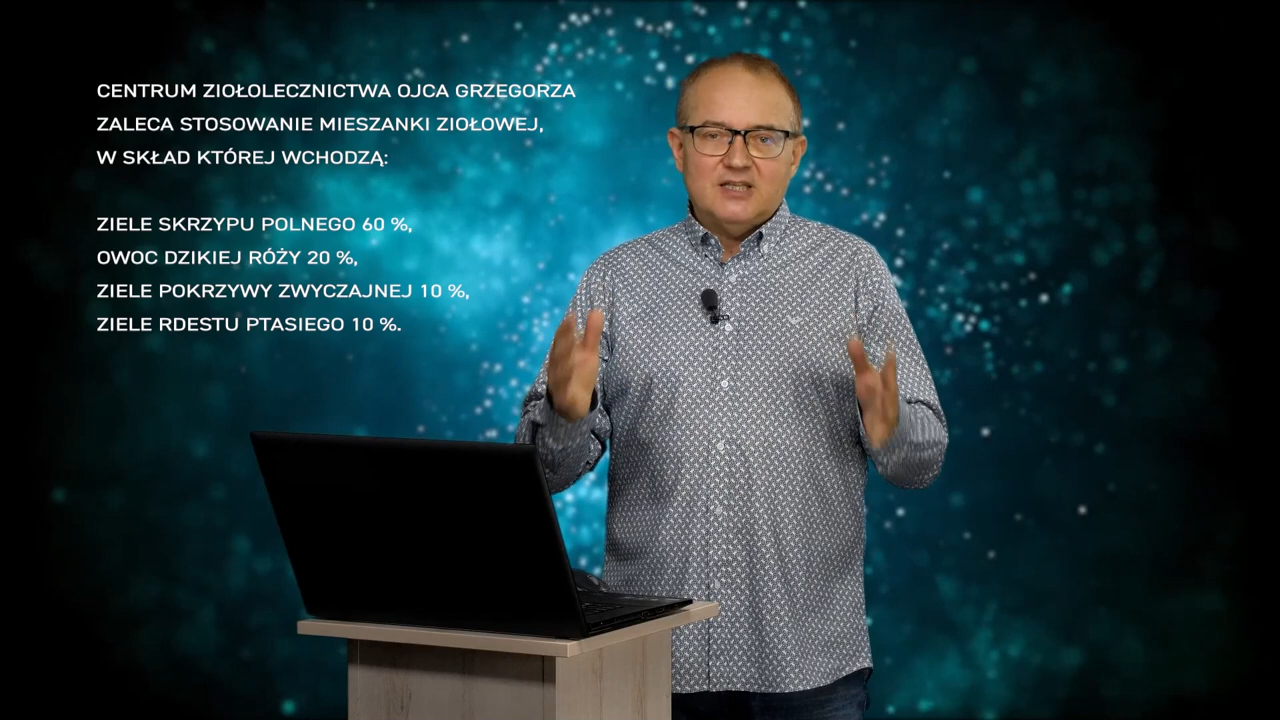 CENTRUM ZIOŁOLECZNICTWA OJCA GRZEGORZA
ZALECA STOSOWANIE MIESZANKI ZIOŁOWEJ,
W SKŁAD KTÓREJ WCHODZĄ:
ZIELE SKRZYPU POLNEGO 60 %,
OWOC DZIKIEJ RÓŻY 20 %,
ZIELE POKRZYWY ZWYCZAJNEJ 10 %,
ZIELE RDESTU PTASIEGO 10 %.